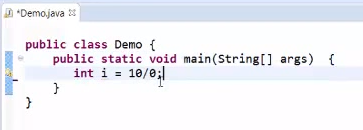 *Demo.java
public class Demo {
    public static void main(String[] args)  {
        int i = 10/0;
    }
}